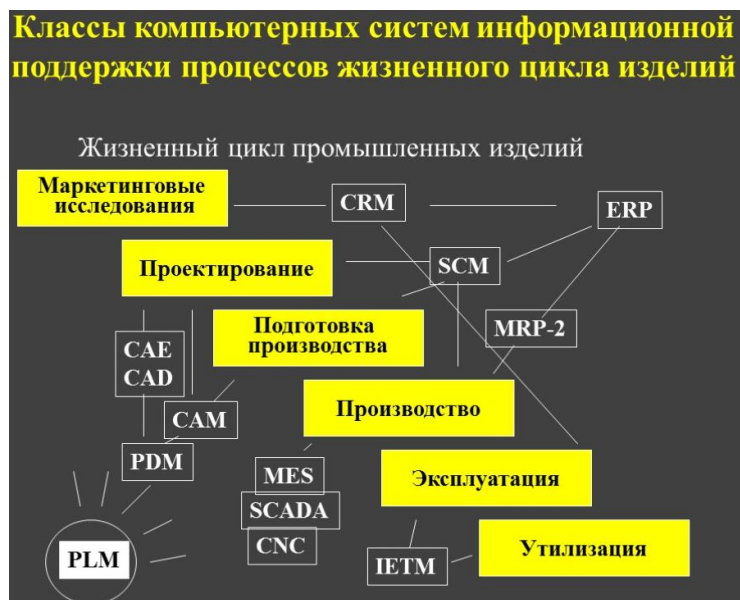 Классы компьютерных систем информационной
поддержки процессов жизненного цикла изделий
Жизненный цикл промышленных изделий
Маркетинговые
исследования
CRM
ERP
Проектирование
SCM
Подготовка
производства
MRP-2
CAE
CAD
Производство
CAM
PDM
MES
Эксплуатация
SCADA
CNC
PLM
IETM
Утилизация